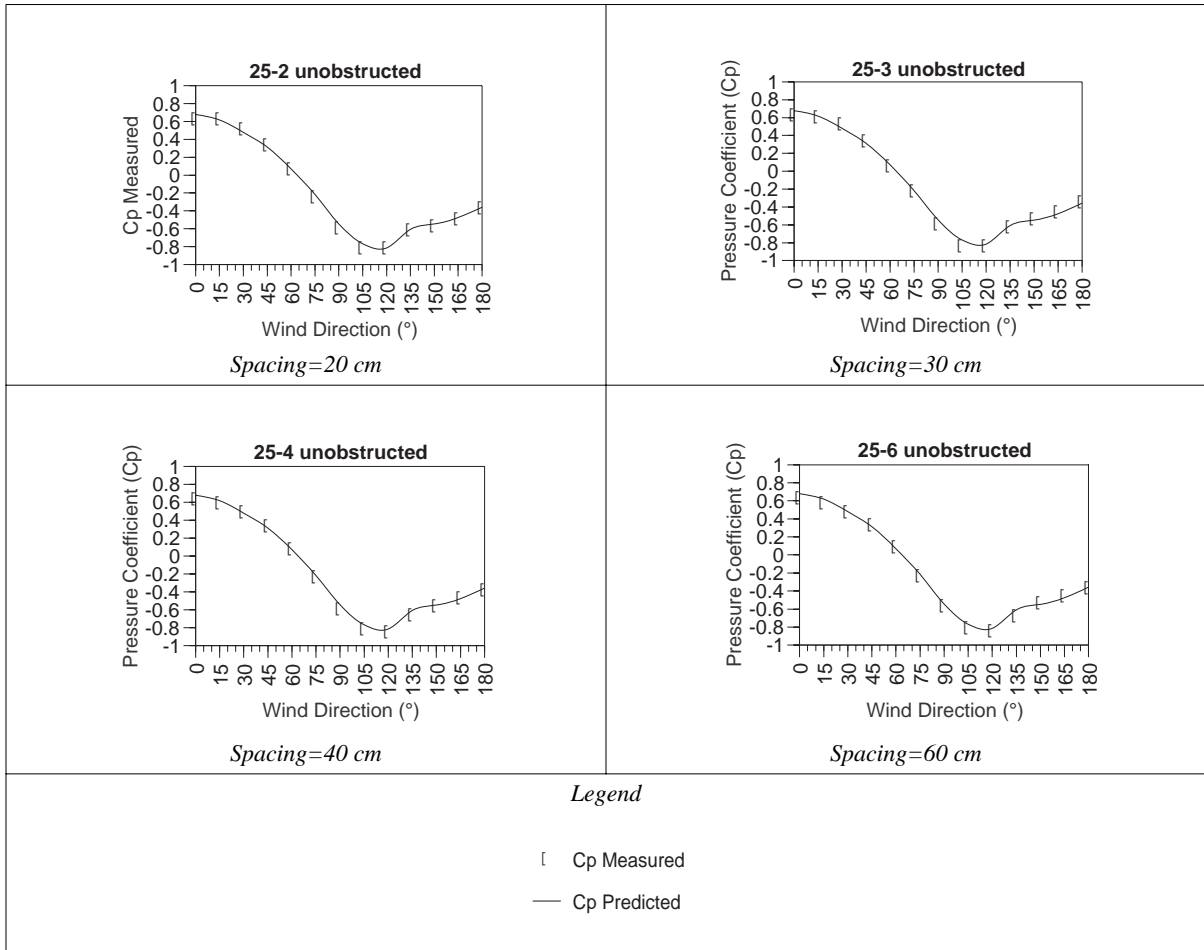 25-2 unobstructed
Cp Measured
1
0.8
0.6
0.4
0.2
0
-0.2
-0.4
-0.6
-0.8
-1
0 15 30 45 60 75 90 105 120 135 150 165 180
Wind Direction (°)
Spacing=20 cm
25-3 unobstructed
Pressure Coefficient (Cp)
1
0.8
0.6
0.4
0.2
0
-0.2
-0.4
-0.6
-0.8
-1
0 15 30 45 60 75 90 105 120 135 150 165 180
Wind Direction (°)
Spacing=30 cm
25-4 unobstructed
Pressure Coefficient (Cp)
1
0.8
0.6
0.4
0.2
0
-0.2
-0.4
-0.6
-0.8
-1
0 15 30 45 60 75 90 105 120 135 150 165 180
Wind Direction (°)
Spacing=40 cm
25-6 unobstructed
Pressure Coefficient (Cp)
1
0.8
0.6
0.4
0.2
0
-0.2
-0.4
-0.6
-0.8
-1
0 15 30 45 60 75 90 105 120 135 150 165 180
Wind Direction (°)
Spacing=60 cm
Legend
Cp Measured
Cp Predicted